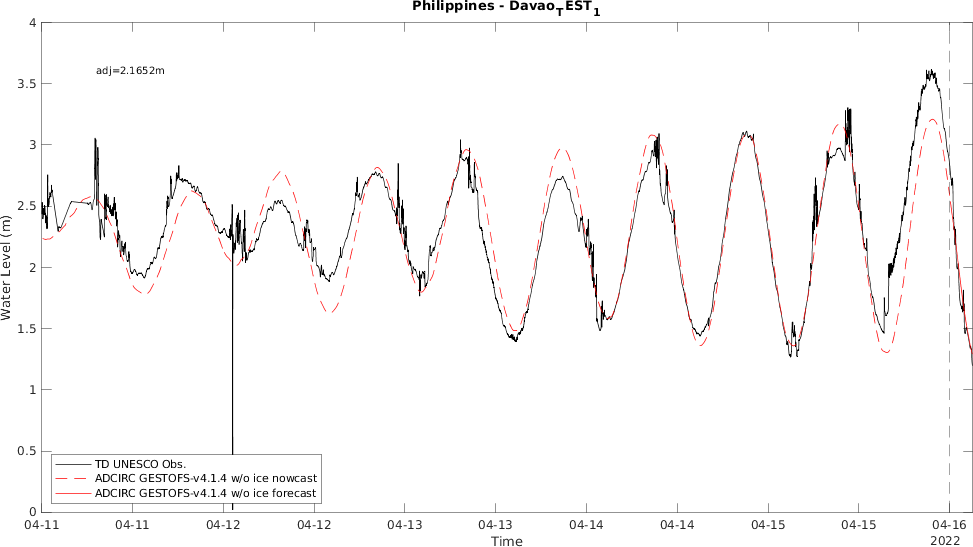 Philippines - Davao_TEST_1
4
adj=2.1652m
3.5
3
2.5
2
1.5
1
0.5
0
Water Level (m)
TD UNESCO Obs.
ADCIRC GESTOFS-v4.1.4 w/o ice nowcast
ADCIRC GESTOFS-v4.1.4 w/o ice forecast
04-11 04-11 04-12 04-12 04-13 04-13 04-14 04-14 04-15 04-15 04-16
Time
2022